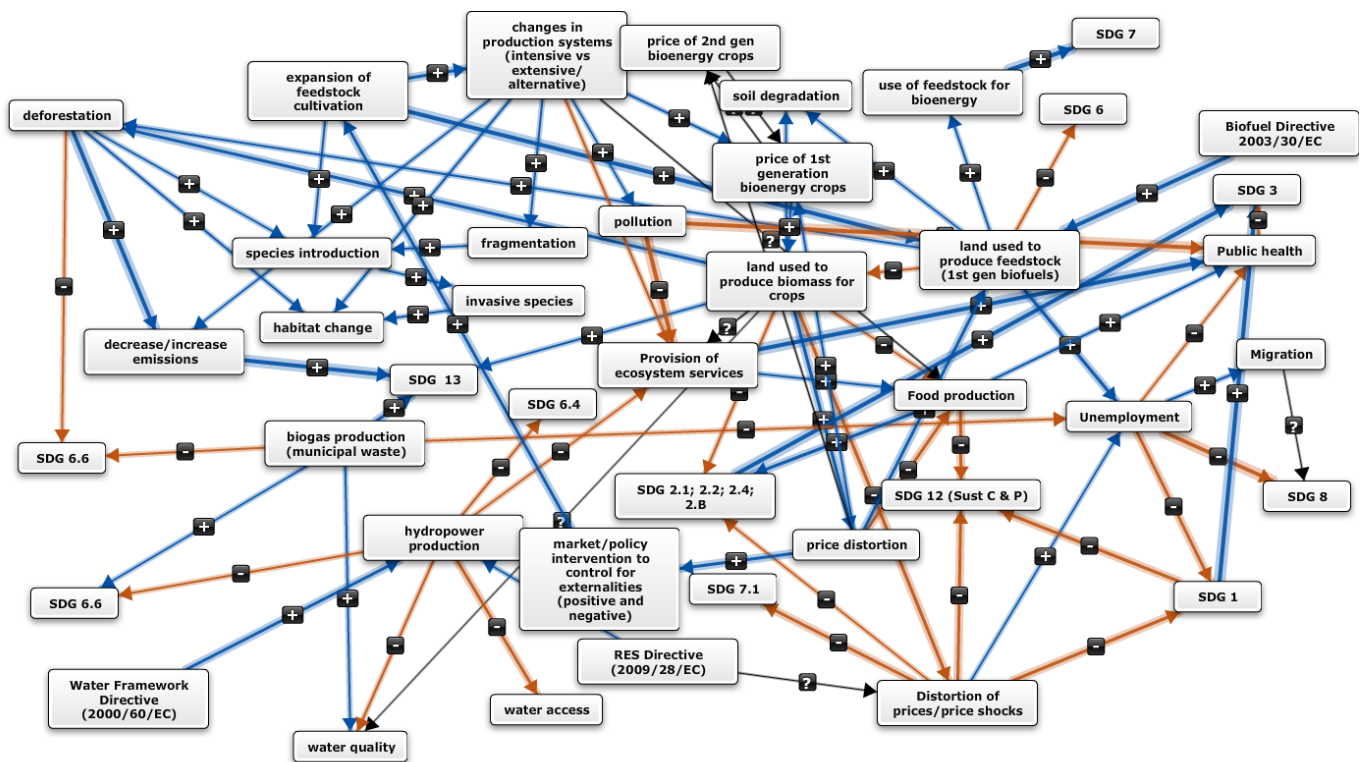 changes in
production systems
(intensive vs
extensive/
alternative)
price of 2nd gen
bioenergy crops
SDG 7
expansion of
feedstock
cultivation
soil degradation
use of feedstock for
bioenergy
deforestation
SDG 6
Biofuel Directive
2003/30/EC
price of 1st
generation
bioenergy crops
SDG 3
pollution
species introduction
fragmentation
land used to
produce feedstock
(1st gen biofuels)
Public health
land used to
produce biomass for
crops
invasive species
habitat change
decrease/increase
emissions
Provision of
ecosystem services
Migration
SDG 13
SDG 6.4
Food production
Unemployment
biogas production
(municipal waste)
SDG 6.6
SDG 2.1; 2.2; 2.4;
2.B
SDG 12 (Sust C & P)
SDG 8
hydropower
production
market/policy
intervention to
control for
externalities
(positive and
negative)
price distortion
SDG 7.1
SDG 6.6
SDG 1
RES Directive
(2009/28/EC)
Water Framework
Directive
(2000/60/EC)
water access
Distortion of
prices/price shocks
water quality